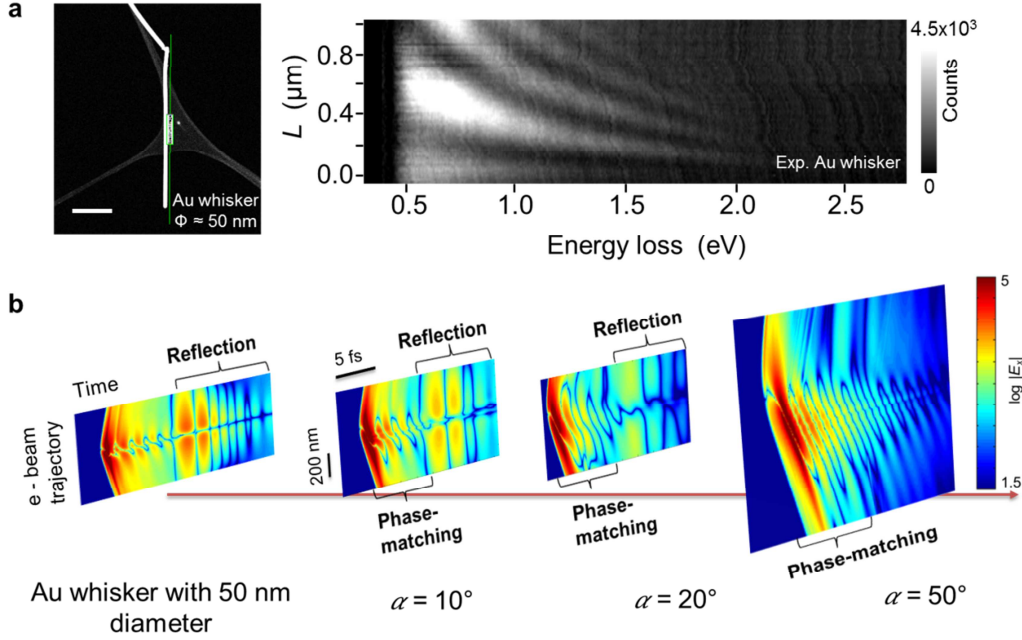 a
Au whisker
Φ ≈ 50 nm
L (μm)
0.8
0.4
0.0
Exp. Au whisker
0.5
1.0
1.5
2.0
2.5
Energy loss (eV)
4.5x10³
Counts
0
b
Time
e - beam
trajectory
Reflection
5 fs
200 nm
Reflection
Phase-
matching
Reflection
Phase-
matching
Phase-matching
5
log |Eₓ|
1.5
Au whisker with 50 nm
diameter
α = 10°
α = 20°
α = 50°